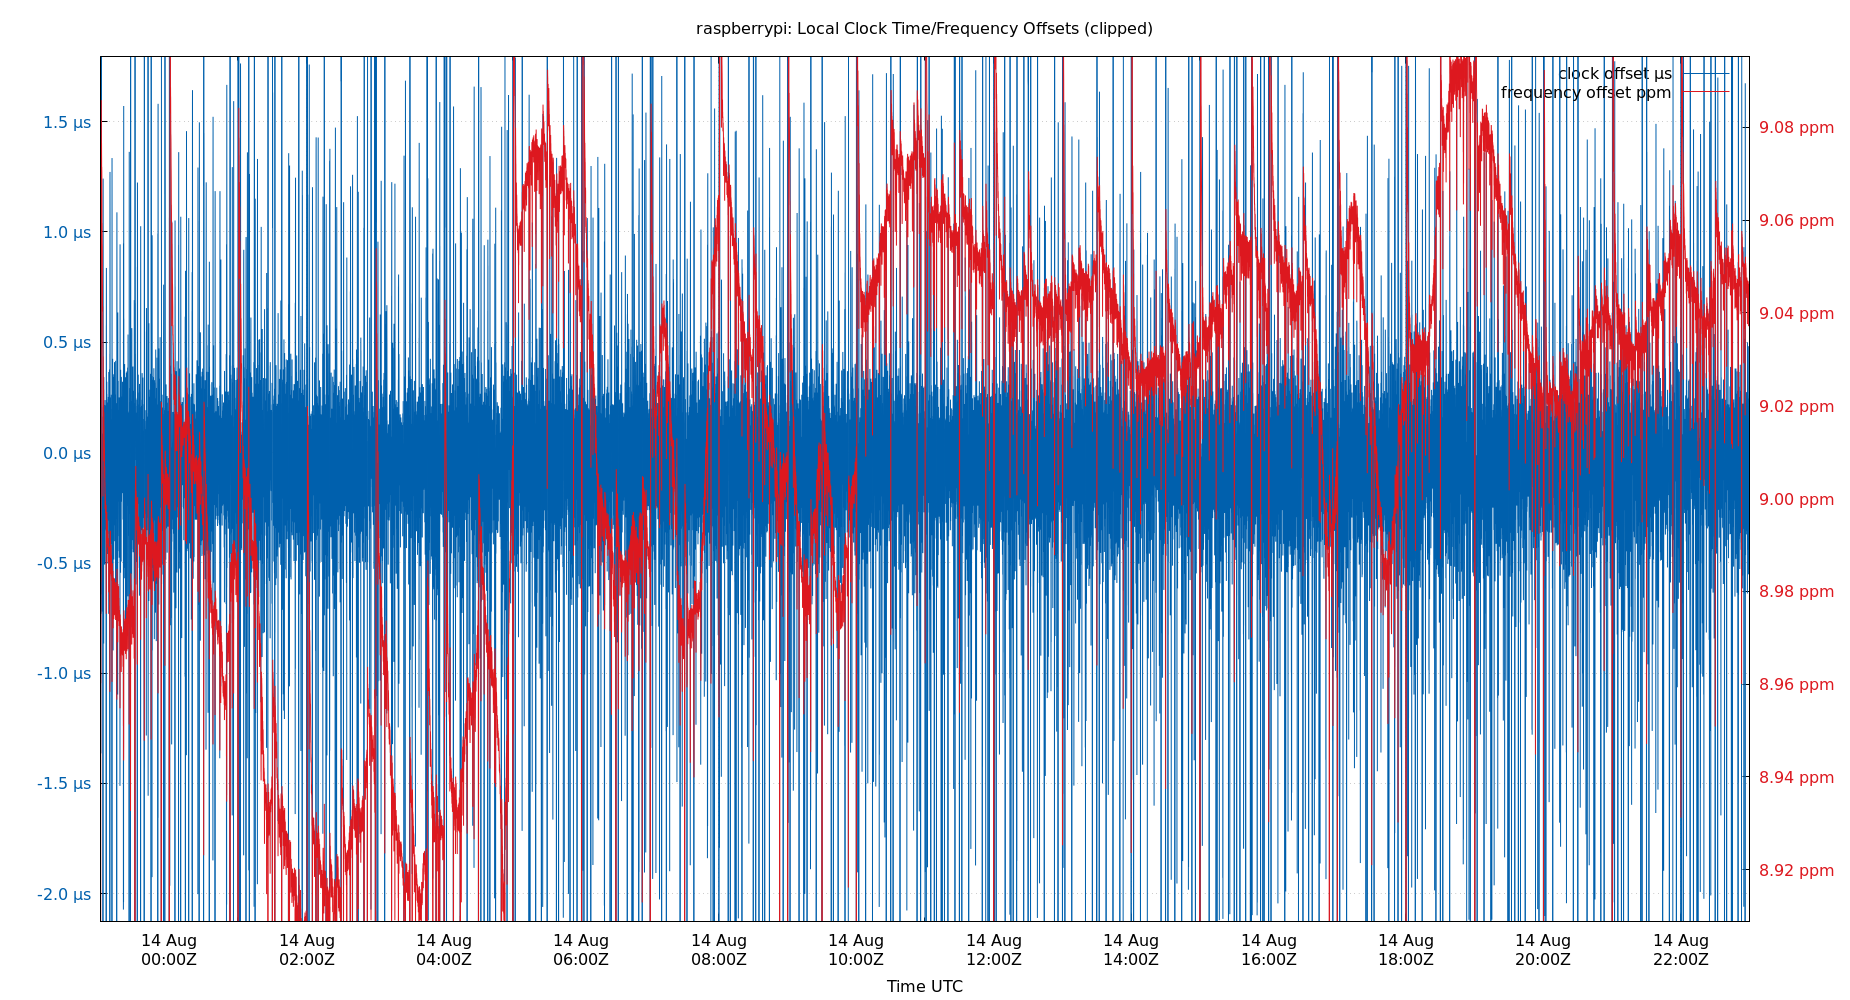 raspberrypi: Local Clock Time/Frequency Offsets (clipped)
clock offset µs
frequency offset ppm
1.5 µs
1.0 µs
0.5 µs
0.0 µs
-0.5 µs
-1.0 µs
-1.5 µs
-2.0 µs
9.08 ppm
9.06 ppm
9.04 ppm
9.02 ppm
9.00 ppm
8.98 ppm
8.96 ppm
8.94 ppm
8.92 ppm
14 Aug 14 Aug 14 Aug 14 Aug 14 Aug 14 Aug 14 Aug 14 Aug 14 Aug 14 Aug 14 Aug 14 Aug
00:00Z 02:00Z 04:00Z 06:00Z 08:00Z 10:00Z 12:00Z 14:00Z 16:00Z 18:00Z 20:00Z 22:00Z
Time UTC